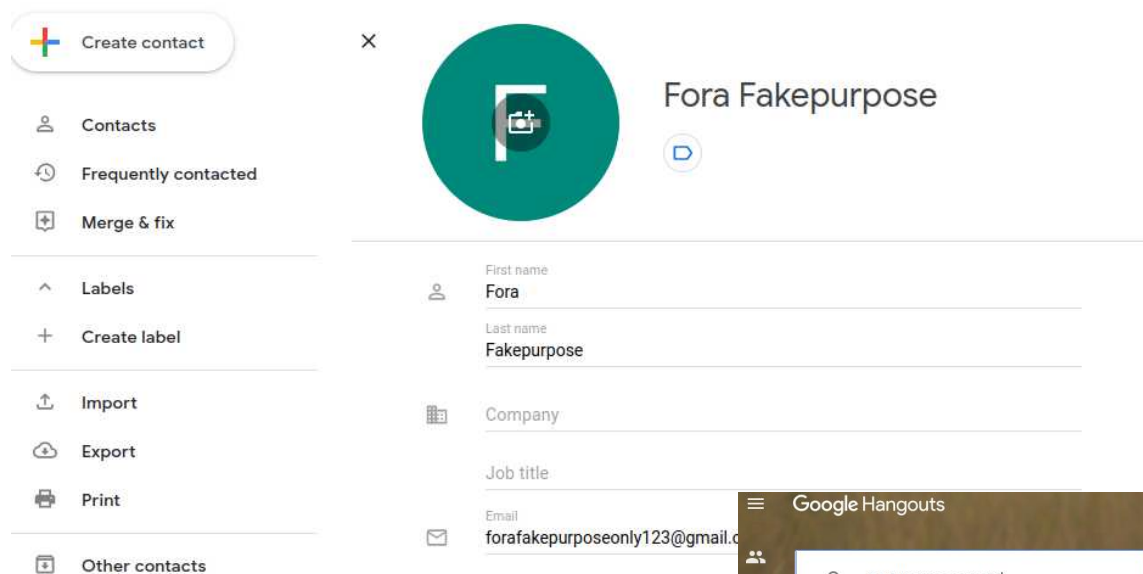 Create contact
Contacts
Frequently contacted
Merge & fix
Labels
Create label
Import
Export
Print
Other contacts
F
Fora Fakepurpose
First name
Fora
Last name
Fakepurpose
Company
Job title
Email
forafakepurposeonly123@gmail.c
Google Hangouts